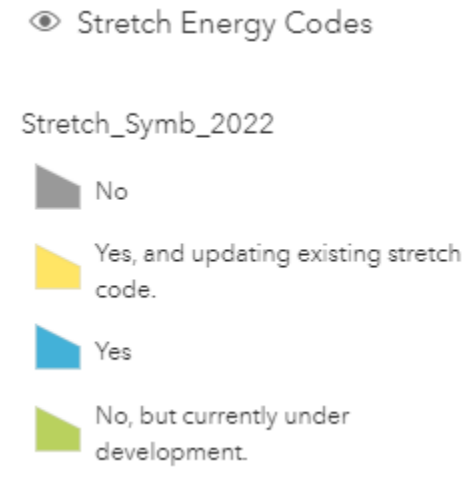 Stretch Energy Codes
Stretch_Symb_2022
No
Yes, and updating existing stretch
code.
Yes
No, but currently under
development.